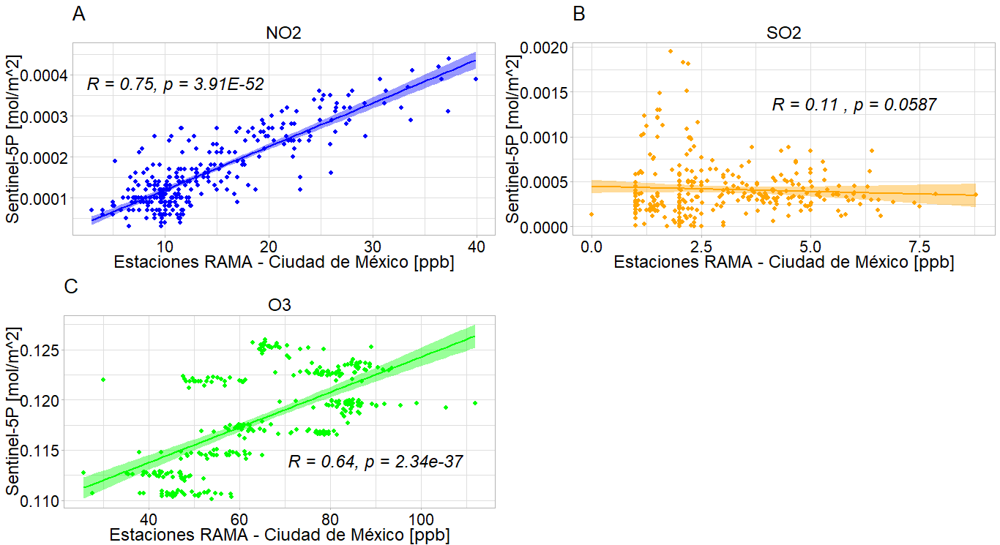 A
NO2
Sentinel-5P [mol/m^2]
0.0004
0.0003
0.0002
0.0001
R = 0.75, p = 3.91E-52
10 20 30 40
Estaciones RAMA - Ciudad de México [ppb]
B
SO2
Sentinel-5P [mol/m^2]
0.0020
0.0015
0.0010
0.0005
0.0000
R = 0.11 , p = 0.0587
0.0 2.5 5.0 7.5
Estaciones RAMA - Ciudad de México [ppb]
C
O3
Sentinel-5P [mol/m^2]
0.125
0.120
0.115
0.110
R = 0.64, p = 2.34e-37
40 60 80 100
Estaciones RAMA - Ciudad de México [ppb]